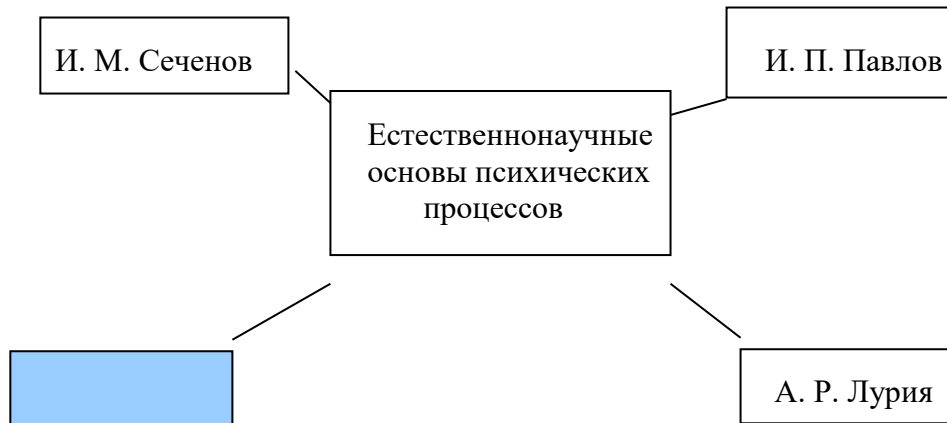 И. М. Сеченов
И. П. Павлов
Естественнонаучные
основы психических
процессов
А. Р. Лурия